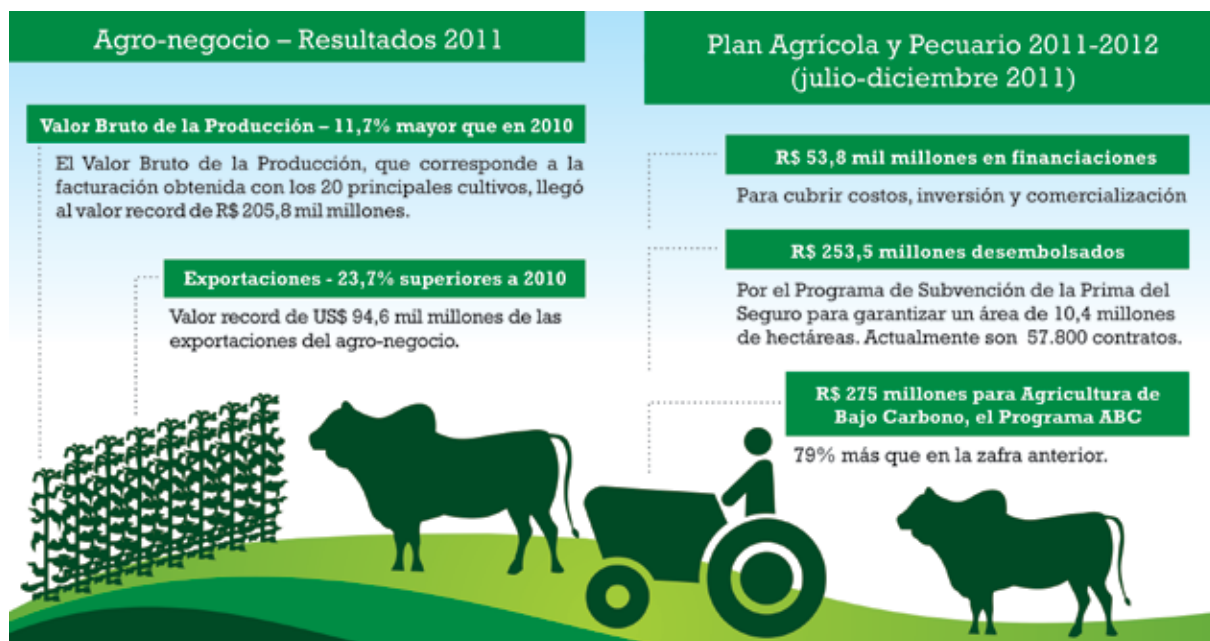 Agro-negocio – Resultados 2011
Valor Bruto de la Producción – 11,7% mayor que en 2010
El Valor Bruto de la Producción, que corresponde a la
facturación obtenida con los 20 principales cultivos, llegó
al valor record de R$ 205,8 mil millones.
Exportaciones - 23,7% superiores a 2010
Valor record de US$ 94,6 mil millones de las
exportaciones del agro-negocio.
Plan Agrícola y Pecuario 2011-2012
(julio-diciembre 2011)
R$ 53,8 mil millones en financiaciones
Para cubrir costos, inversión y comercialización
R$ 253,5 millones desembolsados
Por el Programa de Subvención de la Prima del
Seguro para garantizar un área de 10,4 millones
de hectáreas. Actualmente son 57.800 contratos.
R$ 275 millones para Agricultura de
Bajo Carbono, el Programa ABC
79% más que en la zafra anterior.